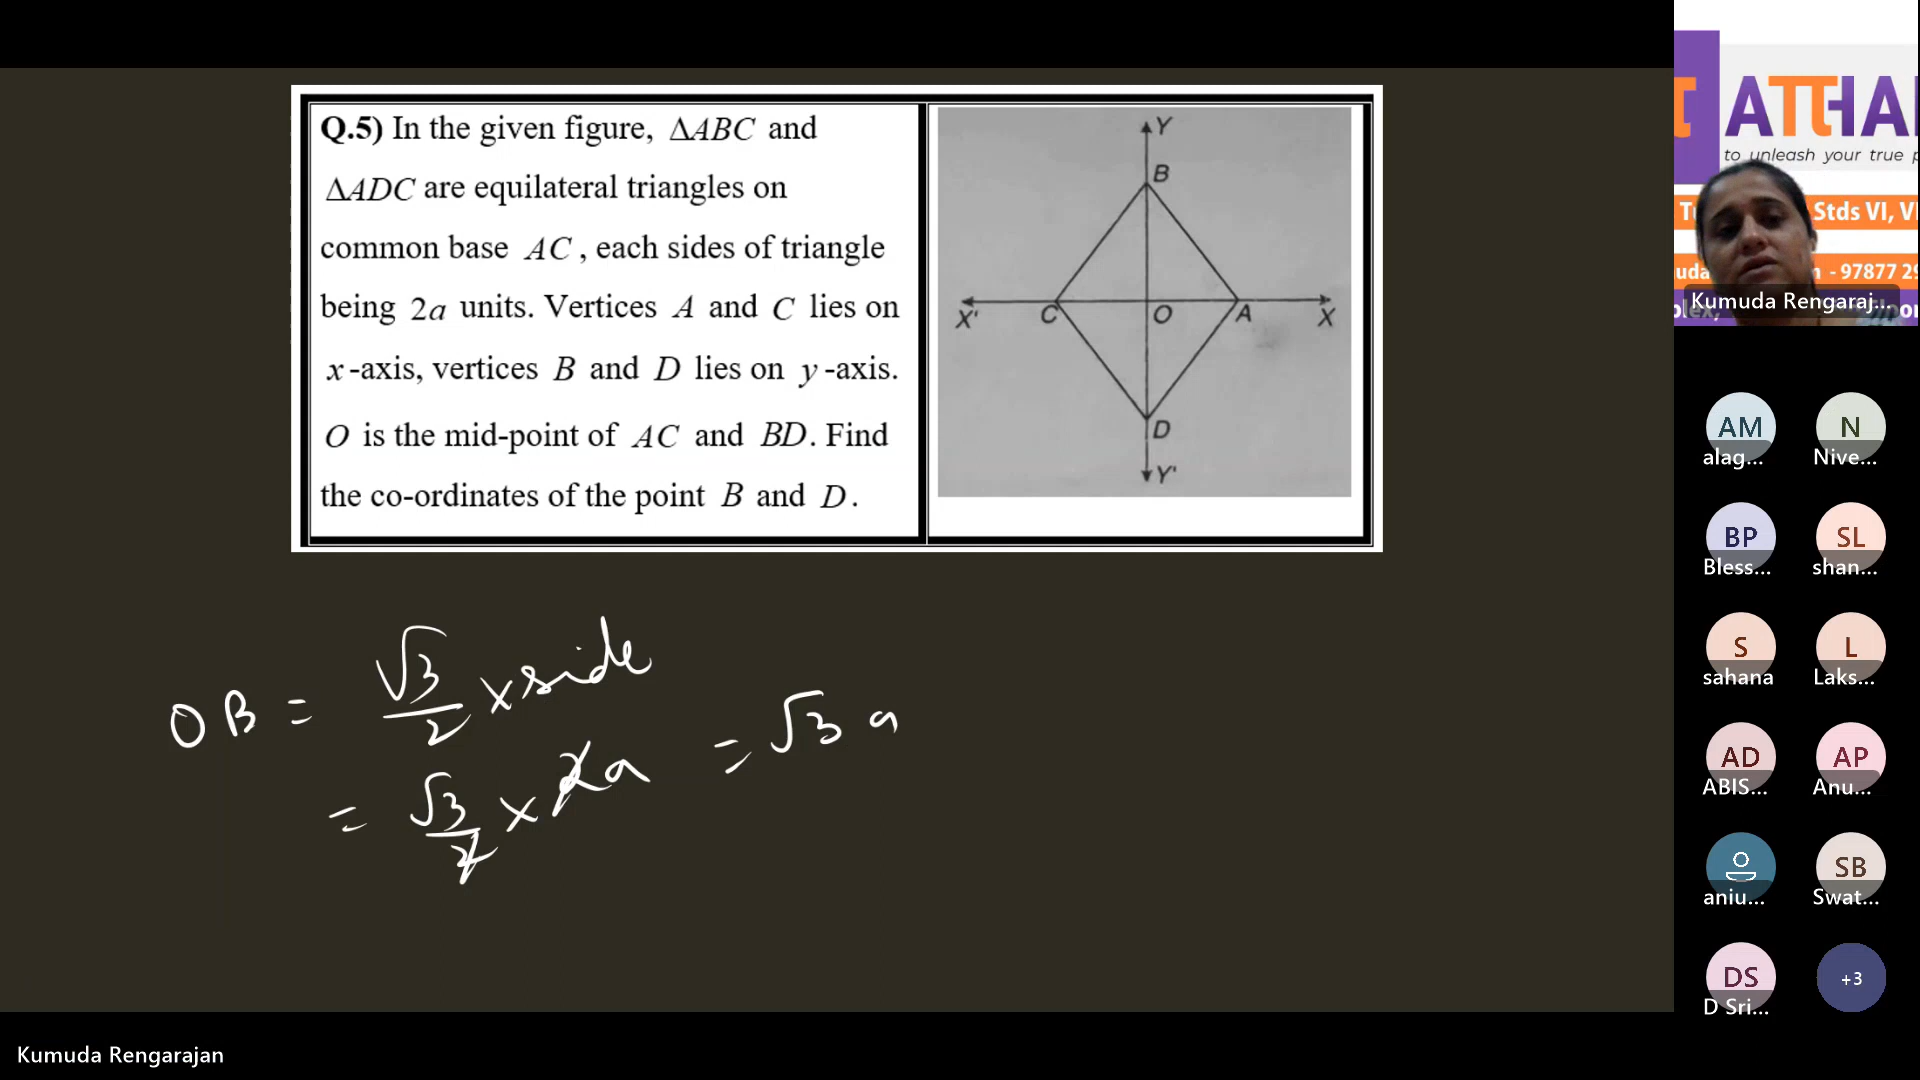 Q.5) In the given figure, ΔABC and
ΔADC are equilateral triangles on
common base AC, each sides of triangle
being 2a units. Vertices A and C lies on
x-axis, vertices B and D lies on y-axis.
O is the mid-point of AC and BD. Find
the co-ordinates of the point B and D.
Y
B
X'
C
O
A
X
D
Y'
OB = √3/2 × side
= √3/2 × 2a = √3 a
ATTHA
to unleash your true p
Stds VI, V
- 97877 29
Kumuda Rengaraj...
AM
alag...
N
Nive...
BP
Bless...
SL
shan...
S
sahana
L
Laks...
AD
ABIS...
AP
Anu...
aniu...
SB
Swat...
DS
D Sri...
+3
Kumuda Rengarajan